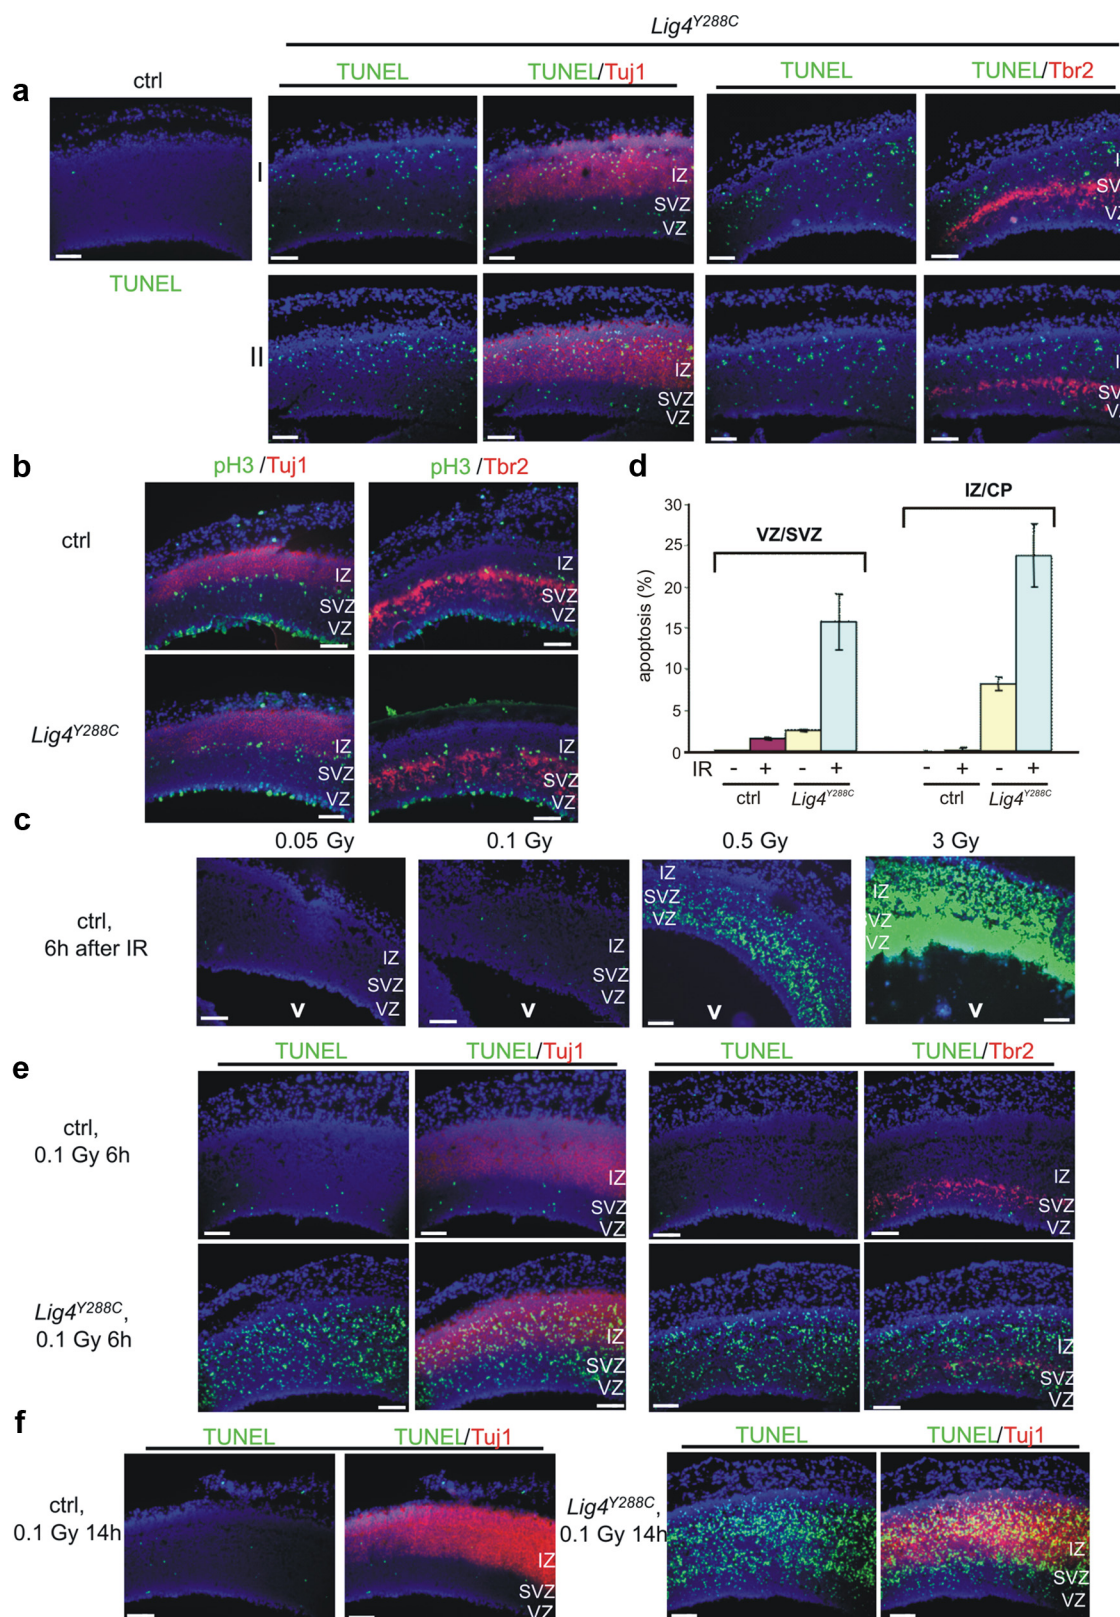 Lig4Y288C
a
ctrl
TUNEL
TUNEL/Tuj1
TUNEL
TUNEL/Tbr2
I
IZ
SVZ
VZ
I
SV
VZ
TUNEL
II
IZ
SVZ
VZ
I
SV
V
b
pH3 /Tuj1
pH3 /Tbr2
ctrl
IZ
SVZ
VZ
IZ
SVZ
VZ
Lig4Y288C
IZ
SVZ
VZ
IZ
SVZ
VZ
d
30
25
20
15
10
5
0
apoptosis (%)
VZ/SVZ
IZ/CP
IR - + - + - + - +
ctrl Lig4Y288C ctrl Lig4Y288C
c
0.05 Gy
0.1 Gy
0.5 Gy
3 Gy
ctrl,
6h after IR
IZ
SVZ
VZ
V
IZ
SVZ
VZ
V
IZ
SVZ
VZ
V
IZ
VZ
VZ
V
e
TUNEL
TUNEL/Tuj1
TUNEL
TUNEL/Tbr2
ctrl,
0.1 Gy 6h
IZ
SVZ
VZ
IZ
SVZ
VZ
Lig4Y288C,
0.1 Gy 6h
IZ
SVZ
VZ
IZ
SVZ
VZ
f
TUNEL
TUNEL/Tuj1
TUNEL
TUNEL/Tuj1
ctrl,
0.1 Gy 14h
IZ
SVZ
VZ
Lig4Y288C,
0.1 Gy 14h
IZ
SVZ
VZ